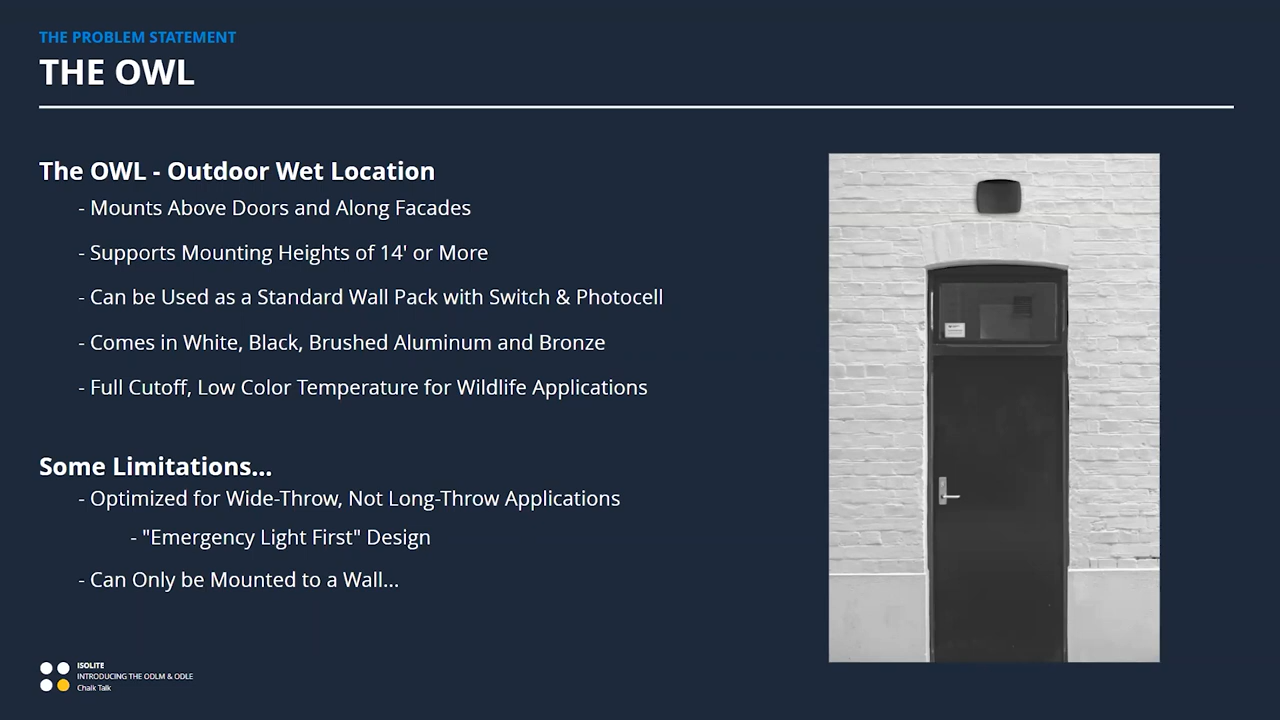 THE PROBLEM STATEMENT
THE OWL
The OWL - Outdoor Wet Location
- Mounts Above Doors and Along Facades
- Supports Mounting Heights of 14' or More
- Can be Used as a Standard Wall Pack with Switch & Photocell
- Comes in White, Black, Brushed Aluminum and Bronze
- Full Cutoff, Low Color Temperature for Wildlife Applications
Some Limitations...
- Optimized for Wide-Throw, Not Long-Throw Applications
- "Emergency Light First" Design
- Can Only be Mounted to a Wall...
ISOLITE
INTRODUCING THE ODLM & ODLE
Chalk Talk